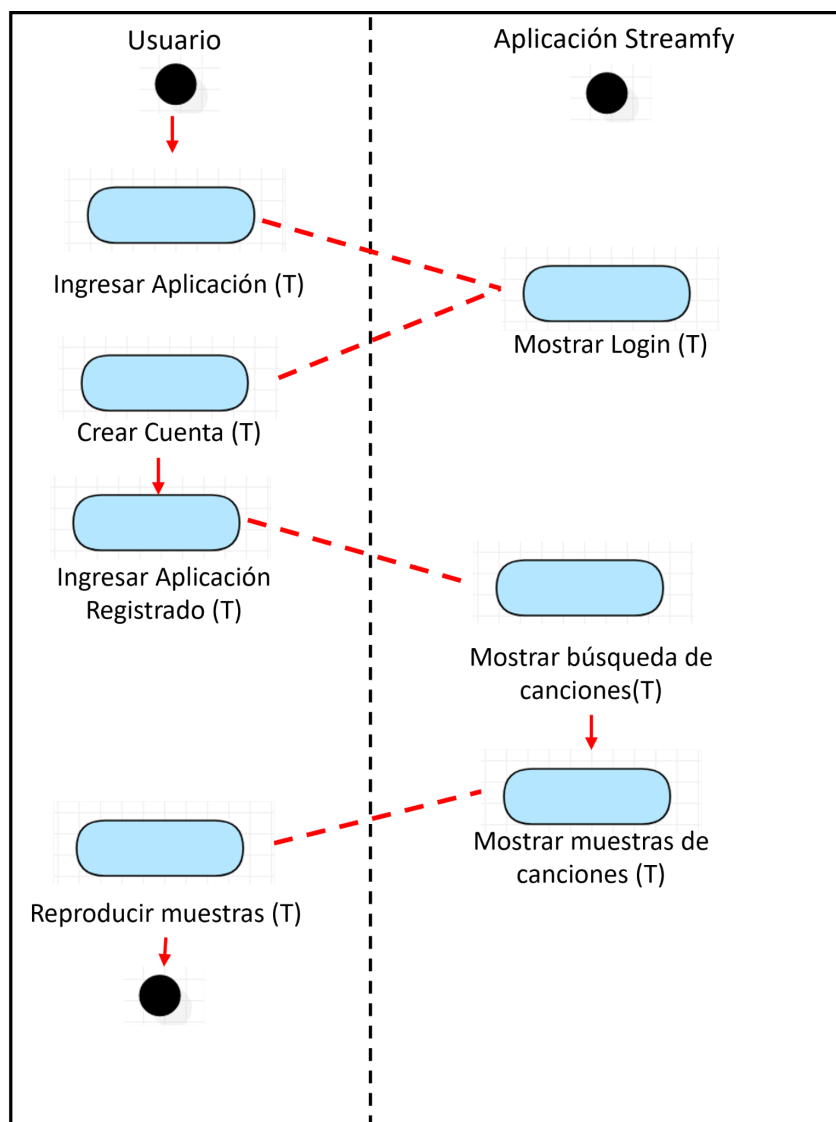 Usuario
Aplicación Streamfy
Ingresar Aplicación (T)
Mostrar Login (T)
Crear Cuenta (T)
Ingresar Aplicación
Registrado (T)
Mostrar búsqueda de
canciones(T)
Mostrar muestras de
canciones (T)
Reproducir muestras (T)